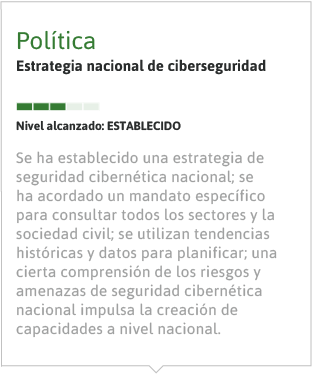 Política
Estrategia nacional de ciberseguridad
Nivel alcanzado: ESTABLECIDO
Se ha establecido una estrategia de
seguridad cibernética nacional; se
ha acordado un mandato específico
para consultar todos los sectores y la
sociedad civil; se utilizan tendencias
históricas y datos para planificar; una
cierta comprensión de los riesgos y
amenazas de seguridad cibernética
nacional impulsa la creación de
capacidades a nivel nacional.